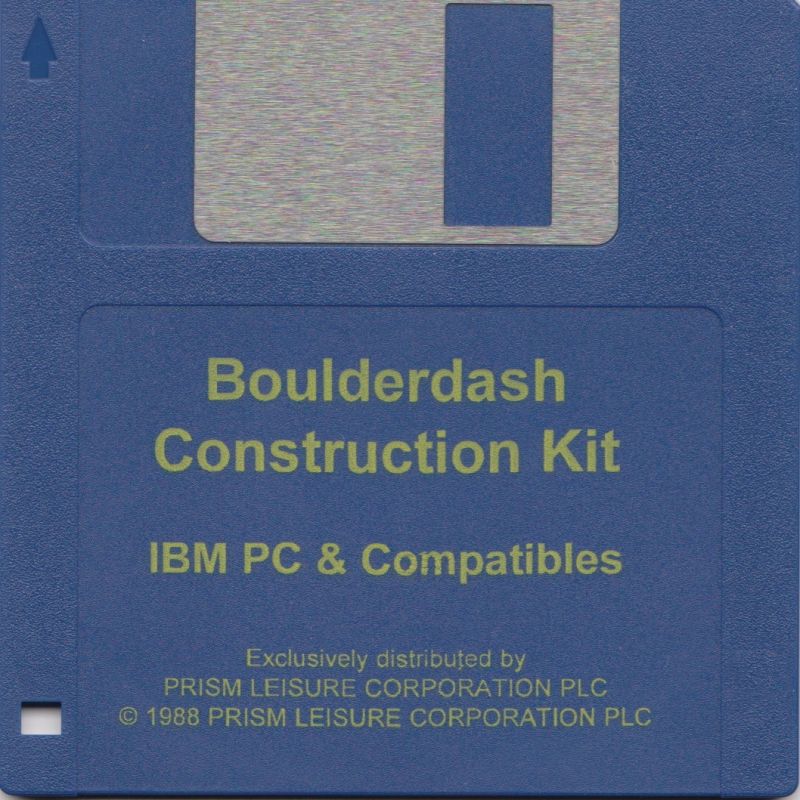 Boulderdash
Construction Kit
IBM PC & Compatibles
Exclusively distributed by
PRISM LEISURE CORPORATION PLC
© 1988 PRISM LEISURE CORPORATION PLC